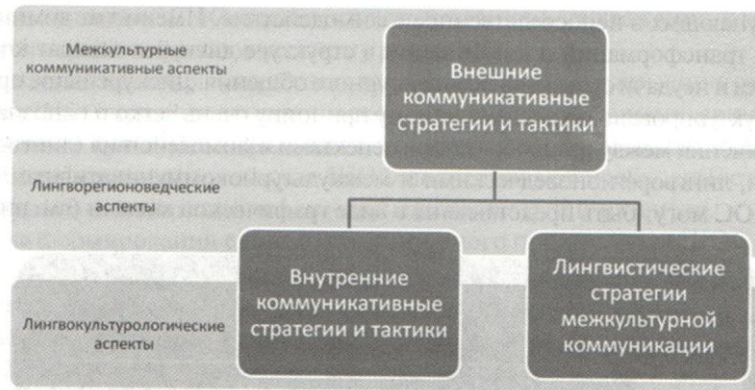 Межкультурные
коммуникативные аспекты
Внешние
коммуникативные
стратегии и тактики
Лингворегионоведческие
аспекты
Внутренние
коммуникативные
стратегии и тактики
Лингвистические
стратегии
межкультурной
коммуникации
Лингвокультурологические
аспекты